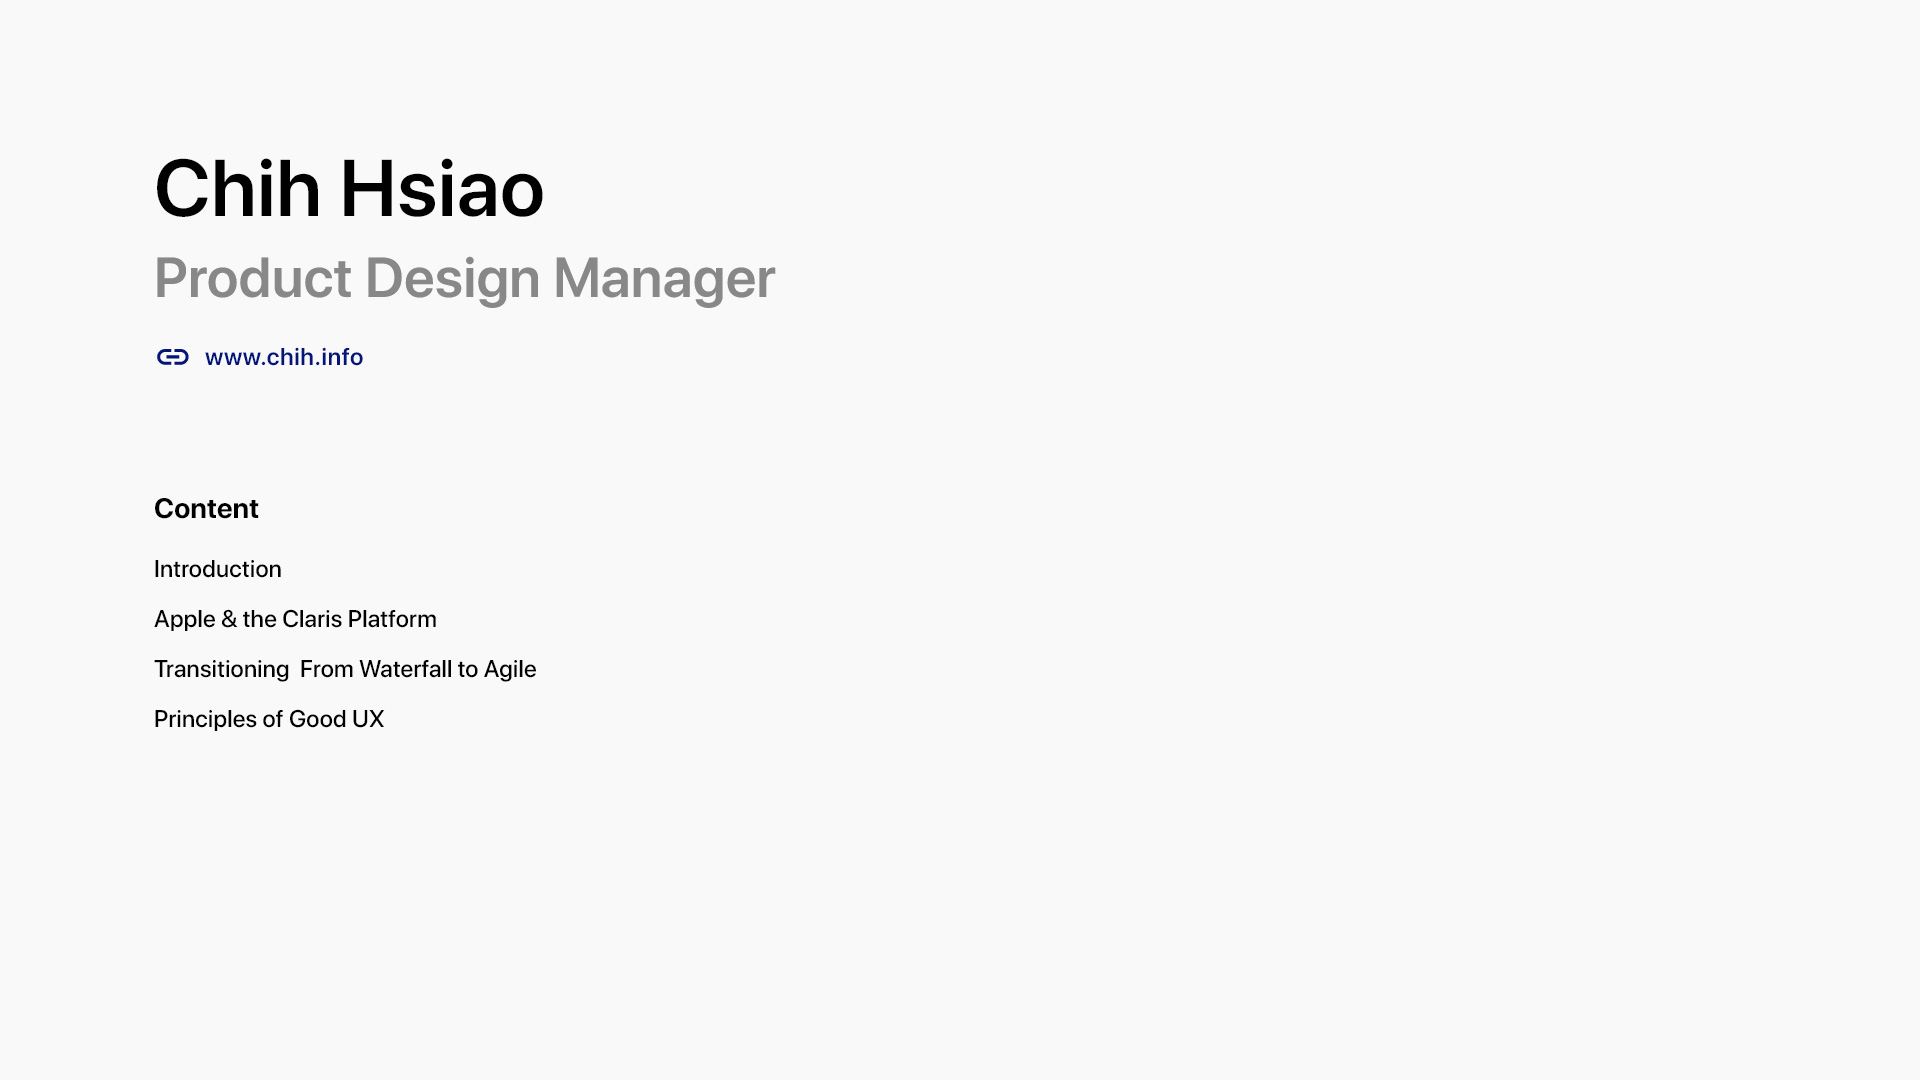 Chih Hsiao
Product Design Manager
www.chih.info
Content
Introduction
Apple & the Claris Platform
Transitioning  From Waterfall to Agile
Principles of Good UX